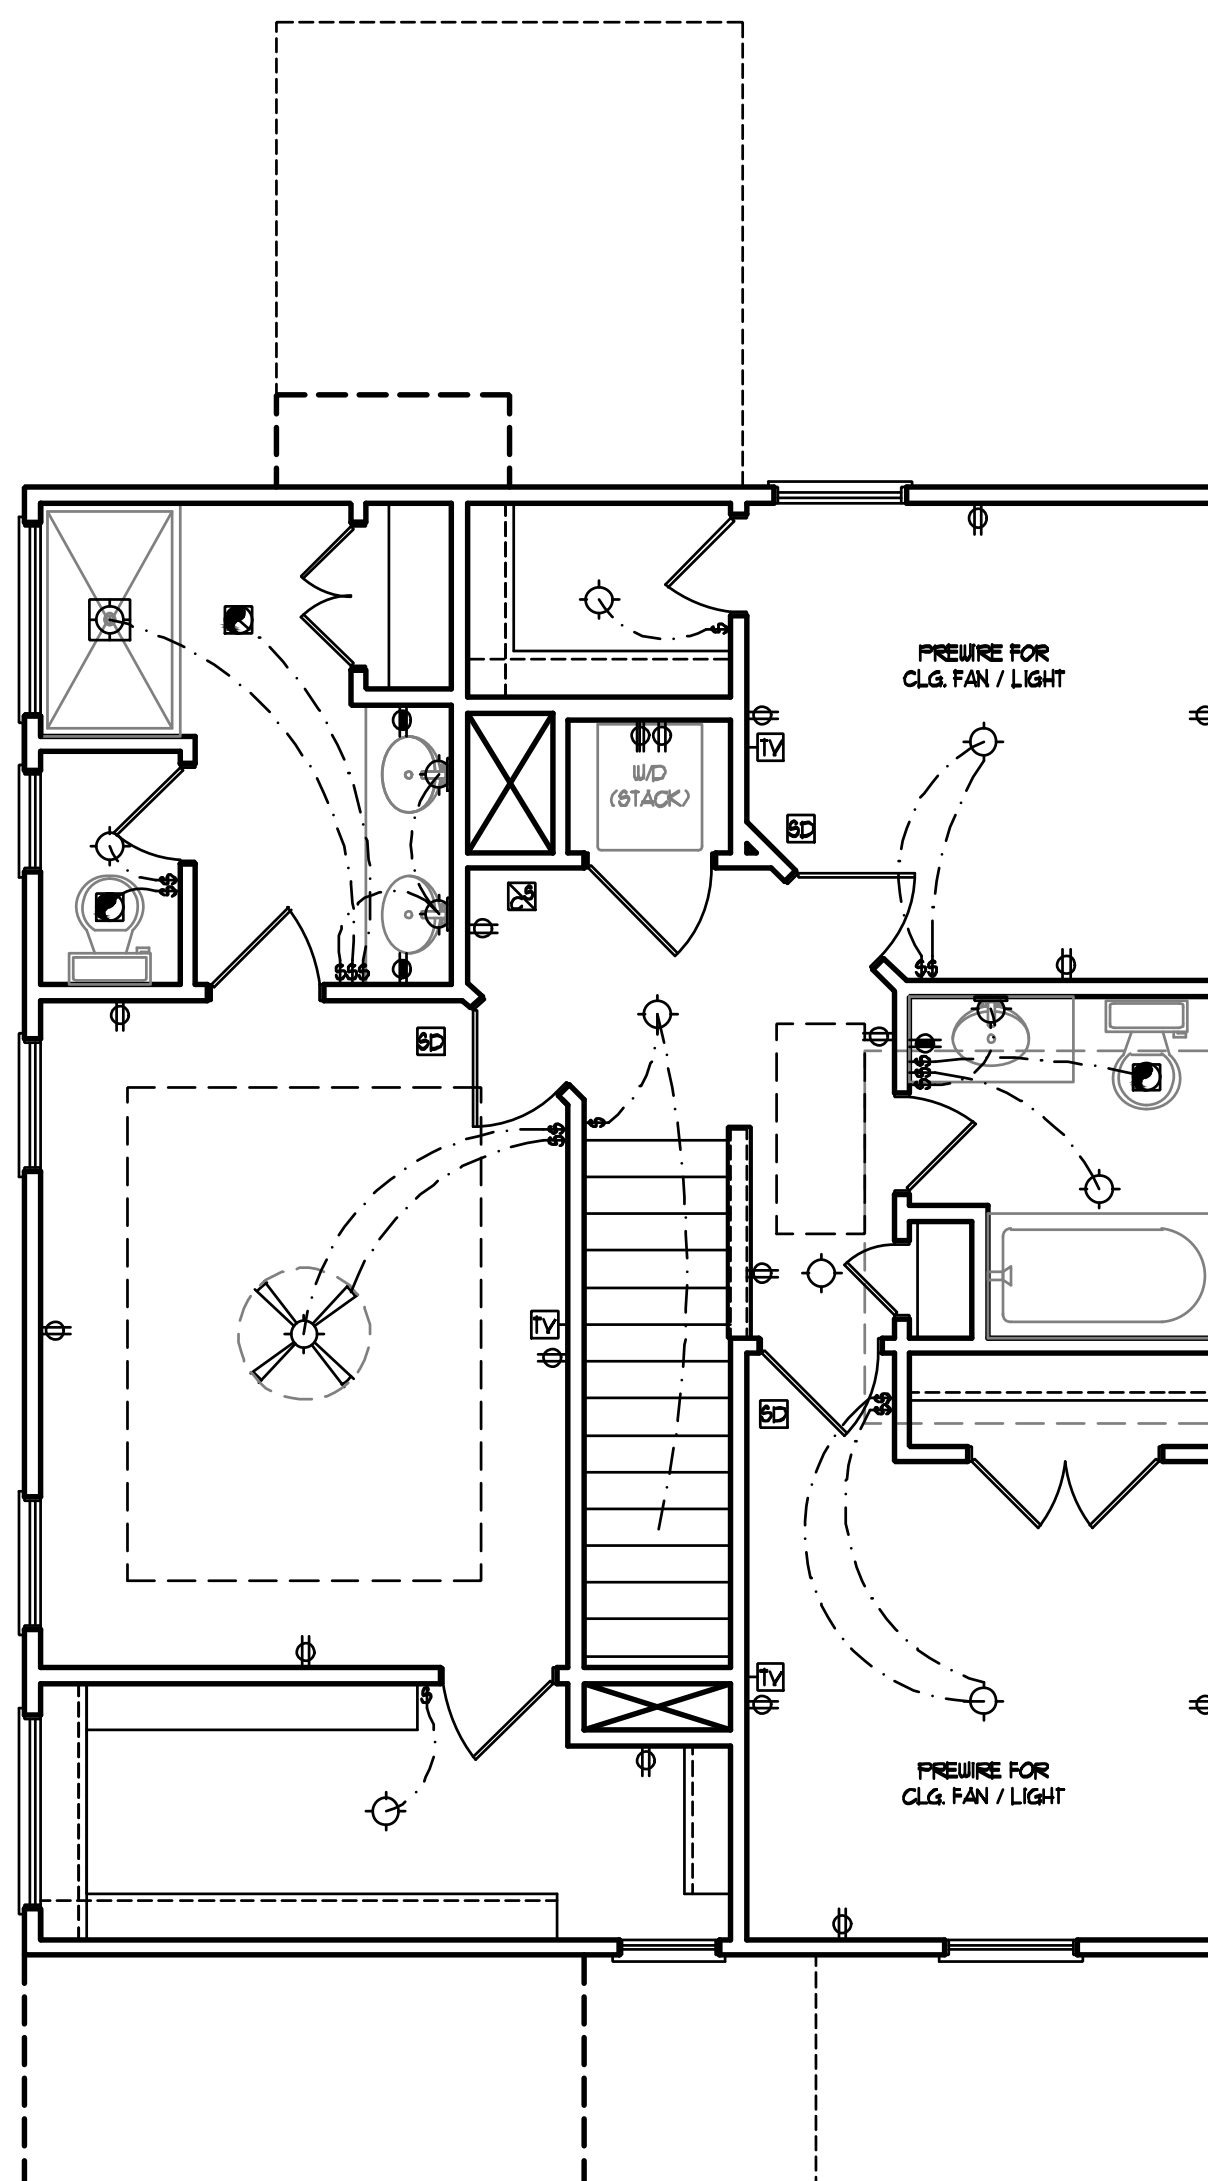 $
PREWIRE FOR
CLG. FAN / LIGHT
TV
W/D
(STACK)
SD
$$
$$$
$$
SD
$$$
$
$$
TV
$$
SD
TV
$
PREWIRE FOR
CLG. FAN / LIGHT